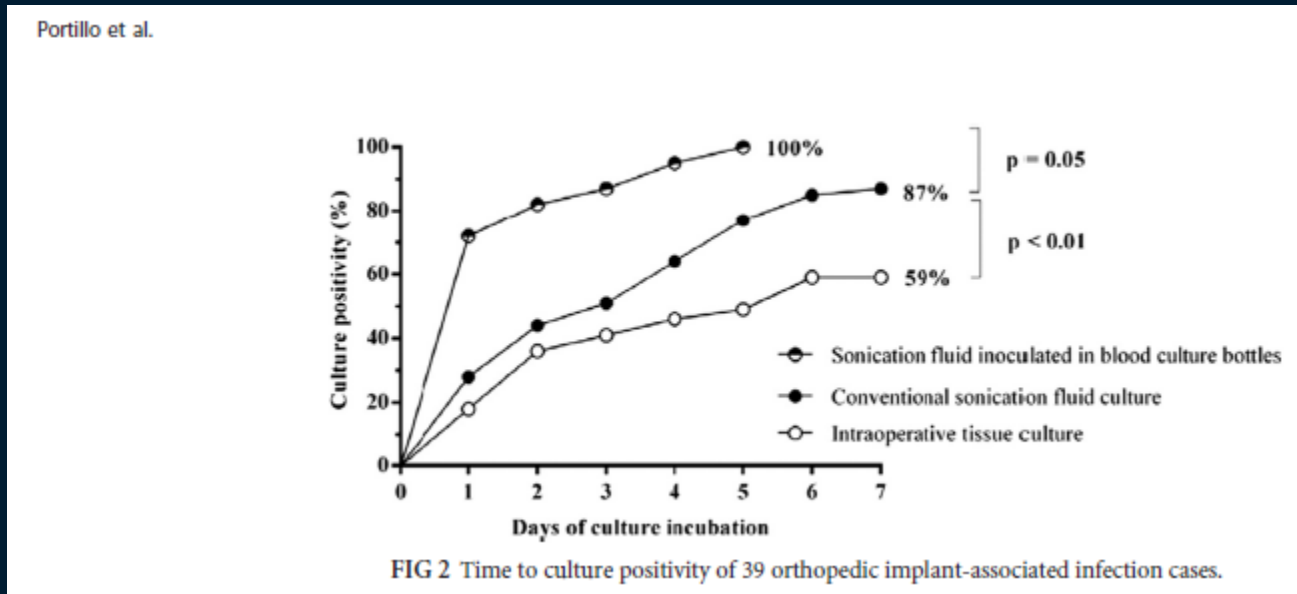 Portillo et al.
100
80
60
40
20
0
Culture positivity (%)
100%
87%
59%
p = 0.05
p < 0.01
Sonication fluid inoculated in blood culture bottles
Conventional sonication fluid culture
Intraoperative tissue culture
0 1 2 3 4 5 6 7
Days of culture incubation
FIG 2 Time to culture positivity of 39 orthopedic implant-associated infection cases.